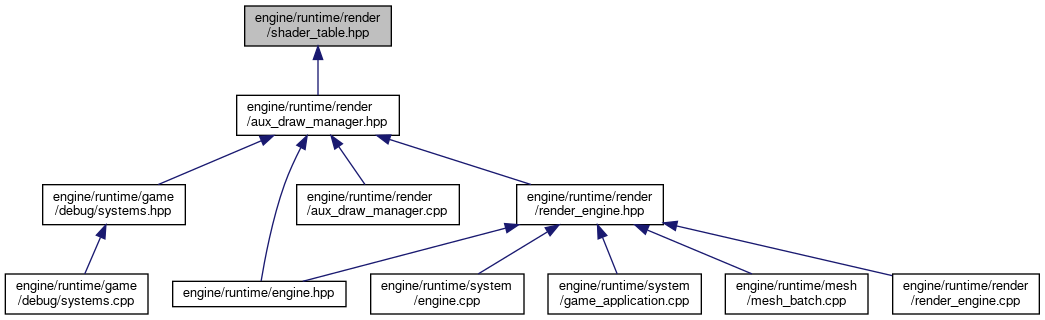 engine/runtime/render
/shader_table.hpp
engine/runtime/render
/aux_draw_manager.hpp
engine/runtime/game
/debug/systems.hpp
engine/runtime/render
/aux_draw_manager.cpp
engine/runtime/render
/render_engine.hpp
engine/runtime/game
/debug/systems.cpp
engine/runtime/engine.hpp
engine/runtime/system
/engine.cpp
engine/runtime/system
/game_application.cpp
engine/runtime/mesh
/mesh_batch.cpp
engine/runtime/render
/render_engine.cpp